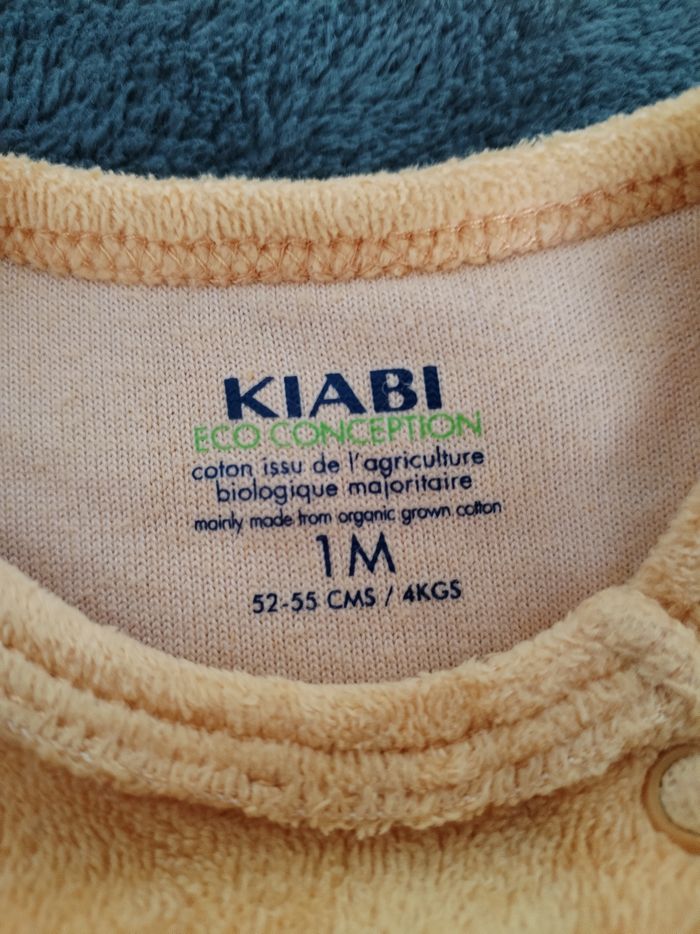 KIABI
ECO CONCEPTION
coton issu de l'agriculture
biologique majoritaire
mainly made from organic grown cotton
1M
52-55 CMS / 4KGS